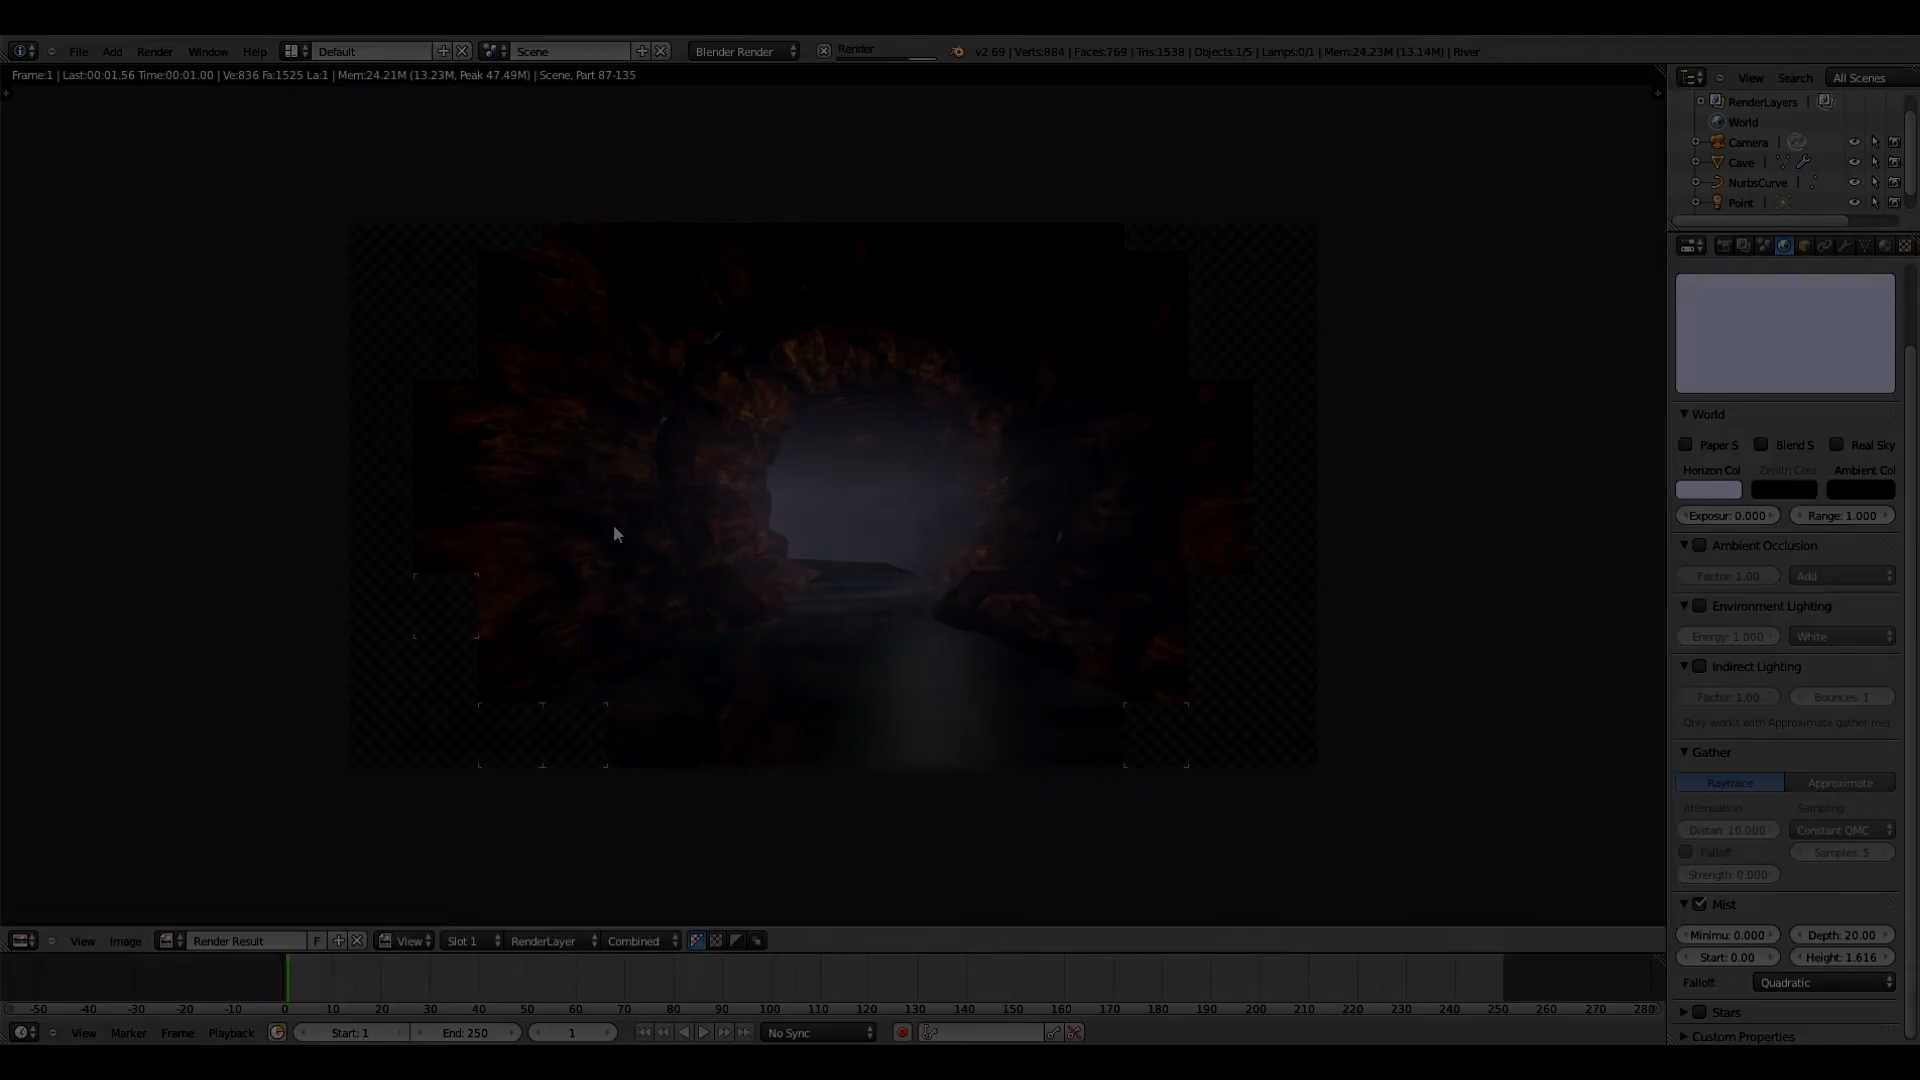 File Add Render Window Help Default Scene Blender Render Render v2.69 | Verts:884 | Faces:769 | Tris:1538 | Objects:1/5 | Lamps:0/1 | Mem:24.23M (13.14M) | River
Frame:1 | Last:00:01.56 Time:00:01.00 | Ve:836 Fa:1525 La:1 | Mem:24.21M (13.23M, Peak 47.49M) | Scene, Part 87-135
View Search All Scenes
RenderLayers |
World
Camera |
Cave |
NurbsCurve |
Point |
World
Paper S Blend S Real Sky
Horizon Col Zenith Colo Ambient Col
Exposur: 0.000 Range: 1.000
Ambient Occlusion
Factor: 1.00 Add
Environment Lighting
Energy: 1.000 White
Indirect Lighting
Factor: 1.00 Bounces: 1
Only works with Approximate gather met
Gather
Raytrace Approximate
Attenuation: Sampling:
Distan: 10.000 Constant QMC
Falloff Samples: 5
Strength: 0.000
Mist
Minimu: 0.000 Depth: 20.00
Start: 0.00 Height: 1.616
Falloff: Quadratic
Stars
Custom Properties
View Image Render Result F View Slot 1 RenderLayer Combined
-50 -40 -30 -20 -10 0 10 20 30 40 50 60 70 80 90 100 110 120 130 140 150 160 170 180 190 200 210 220 230 240 250 260 270 280
View Marker Frame Playback Start: 1 End: 250 1 No Sync